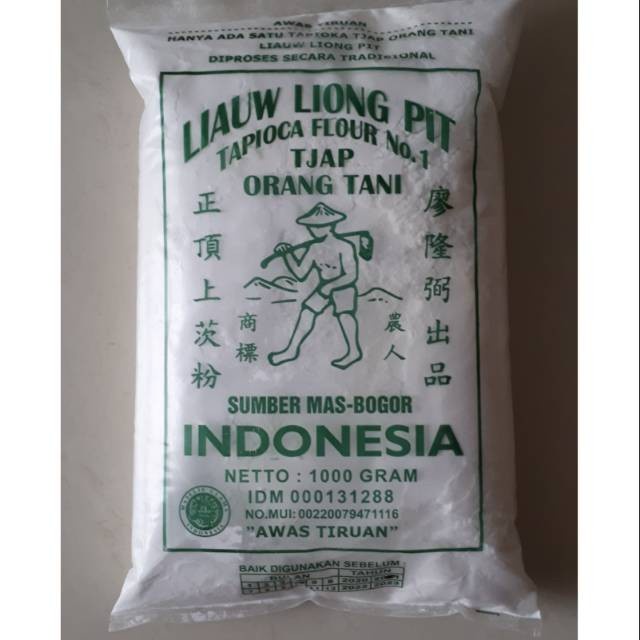 AWAS TIRUAN
HANYA ADA SATU TAPIOKA TJAP ORANG TANI
LIAUW LIONG PIT
DIPROSES SECARA TRADISIONAL
LIAUW LIONG PIT
TAPIOCA FLOUR No.1
TJAP
ORANG TANI
正頂上茨粉
廖隆弼出品
商標
農人
SUMBER MAS-BOGOR
INDONESIA
NETTO : 1000 GRAM
IDM 000131288
NO.MUI: 00220079471116
"AWAS TIRUAN"
BAIK DIGUNAKAN SEBELUM
BULAN TAHUN